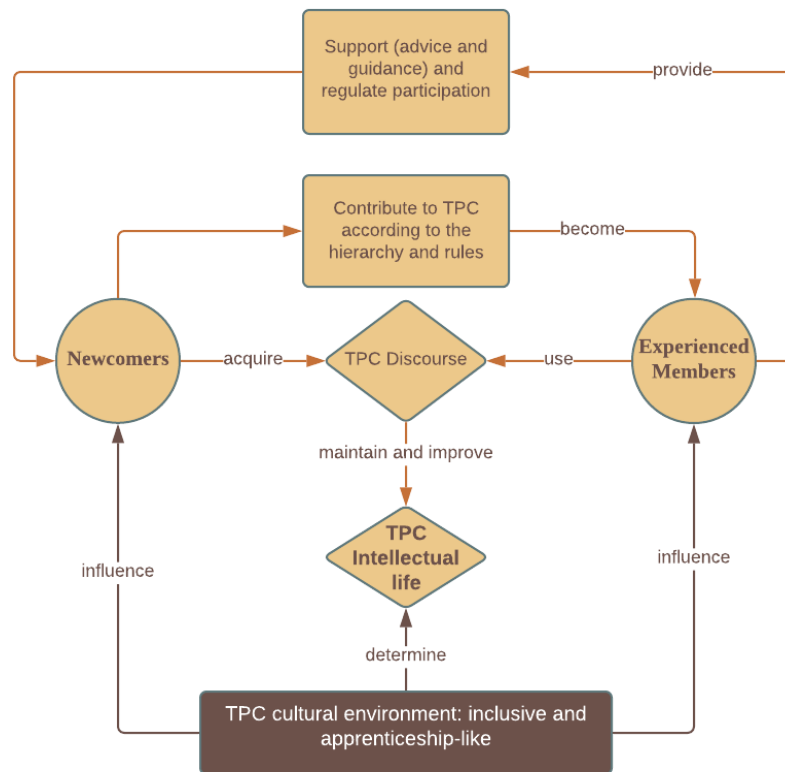 Support (advice and
guidance) and
regulate participation
provide
Contribute to TPC
according to the
hierarchy and rules
become
Newcomers
acquire
TPC Discourse
use
Experienced
Members
maintain and improve
TPC
Intellectual
life
influence
influence
determine
TPC cultural environment: inclusive and
apprenticeship-like